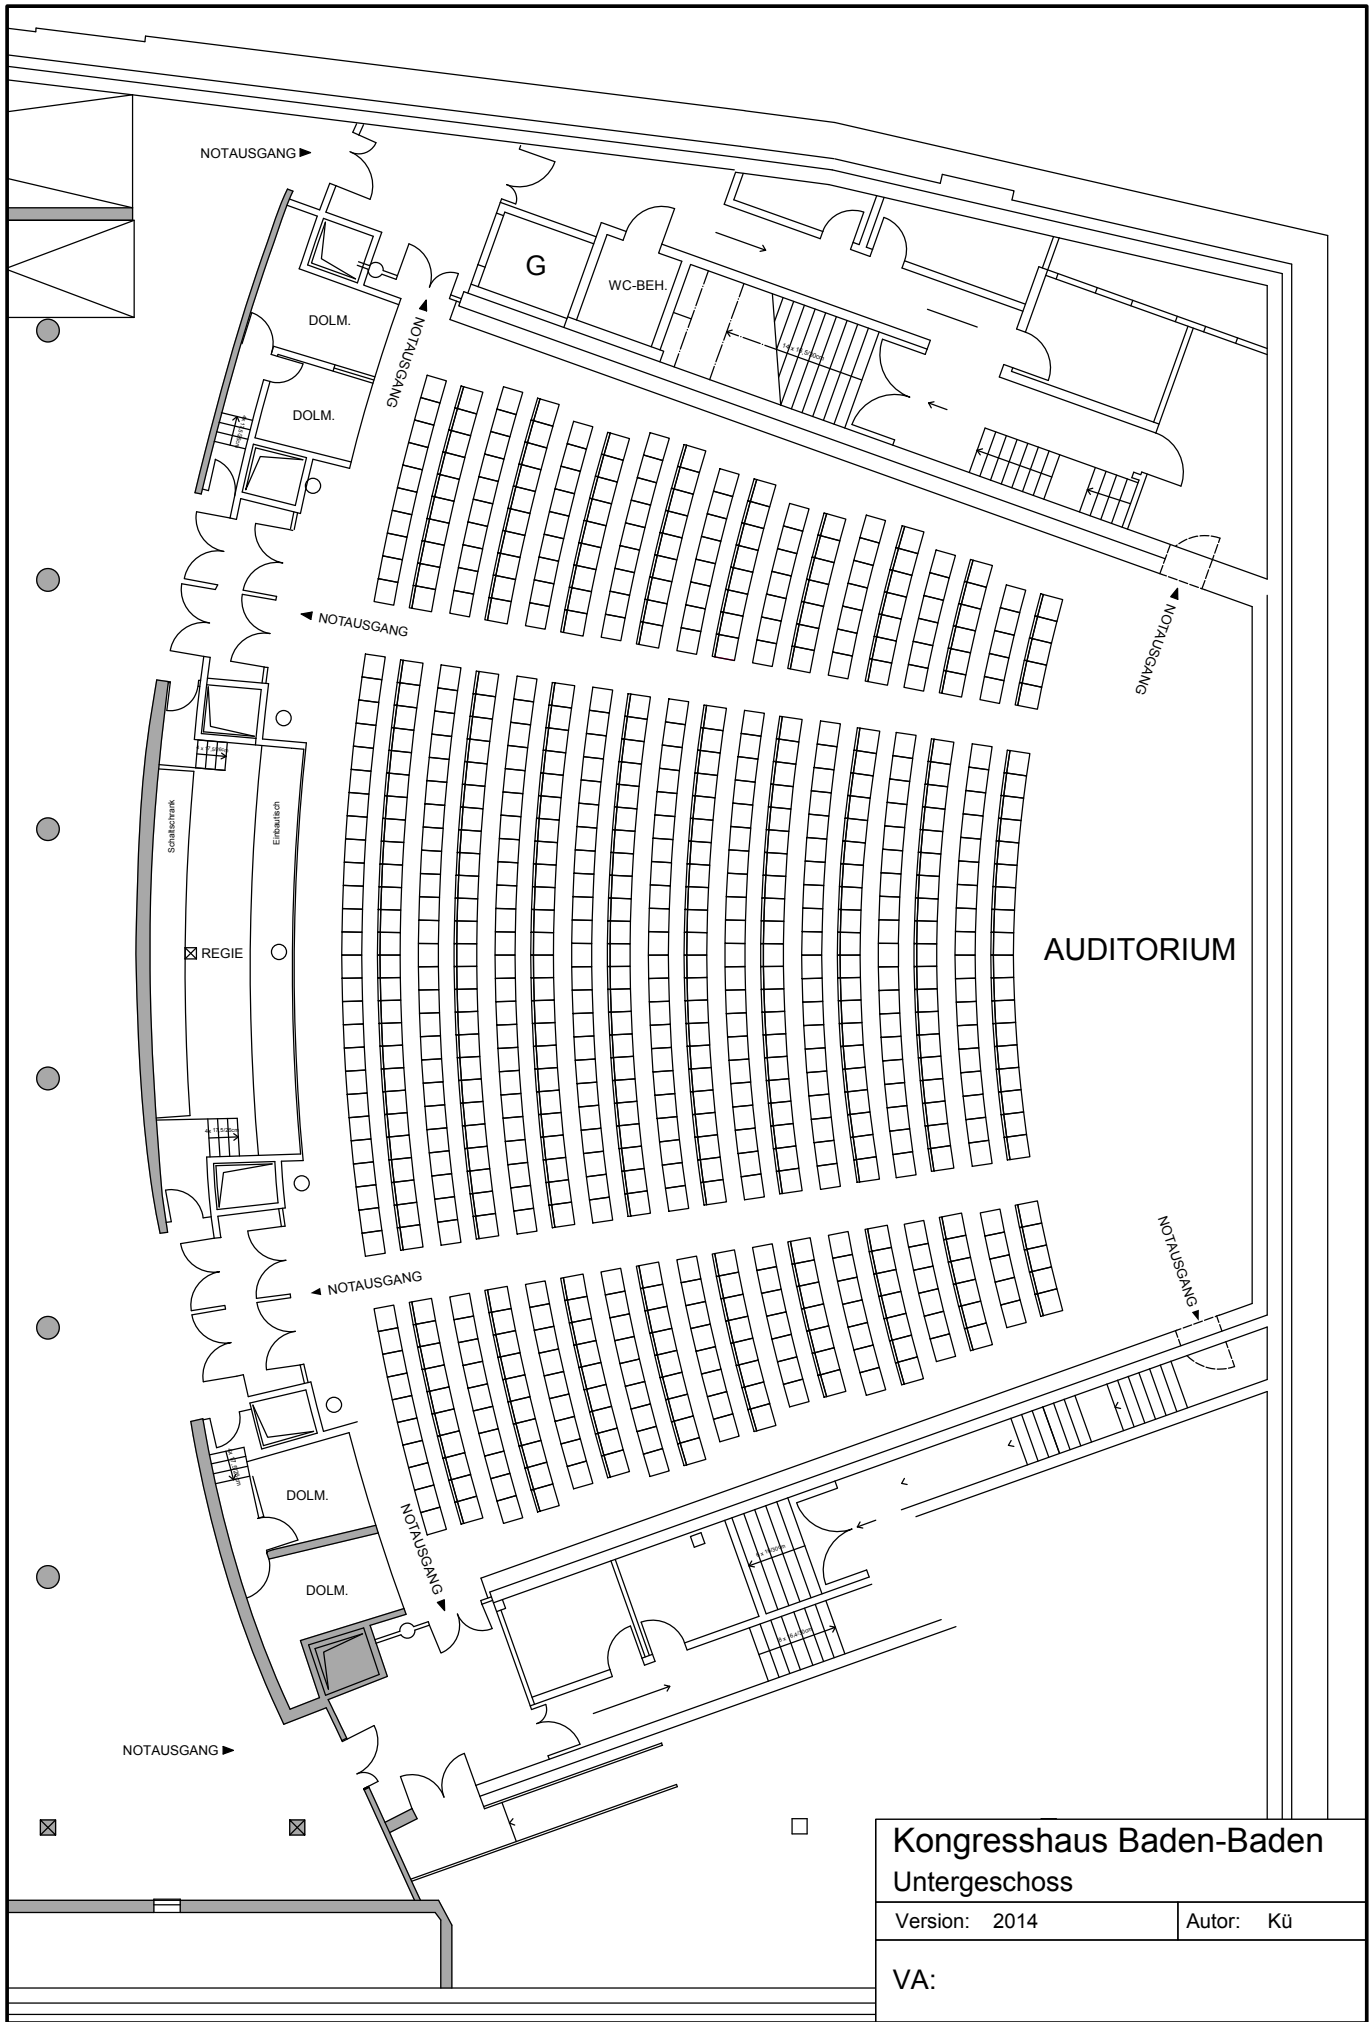 NOTAUSGANG
G
WC-BEH.
DOLM.
NOTAUSGANG
DOLM.
NOTAUSGANG
NOTAUSGANG
Schaltschrank
Einbautisch
REGIE
AUDITORIUM
NOTAUSGANG
NOTAUSGANG
DOLM.
NOTAUSGANG
DOLM.
NOTAUSGANG
Kongresshaus Baden-Baden
Untergeschoss
Version: 2014
Autor: Kü
VA: